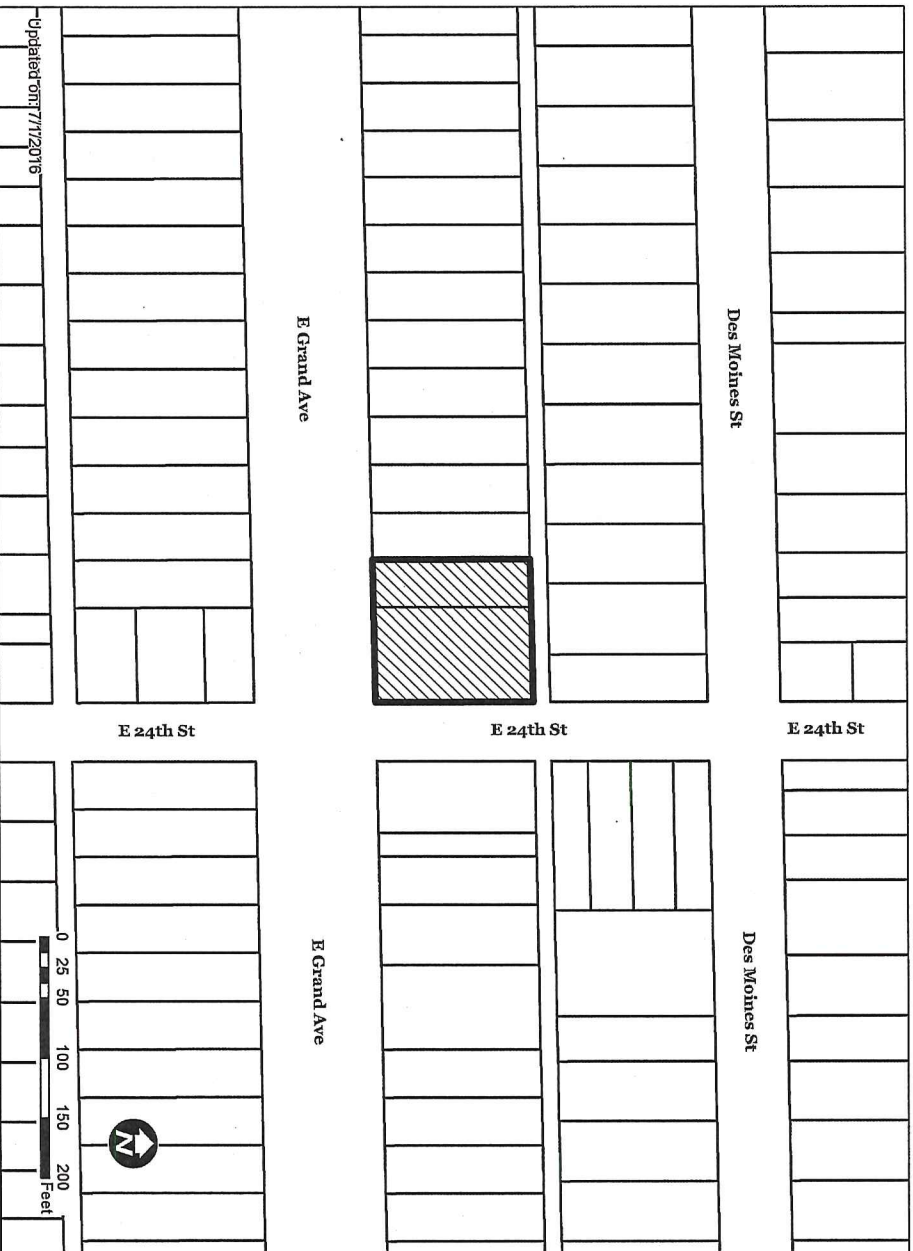 Des Moines St
Des Moines St
E 24th St
E 24th St
E 24th St
E Grand Ave
E Grand Ave
Updated on: 7/1/2016
0 25 50 100 150 200
Feet
N